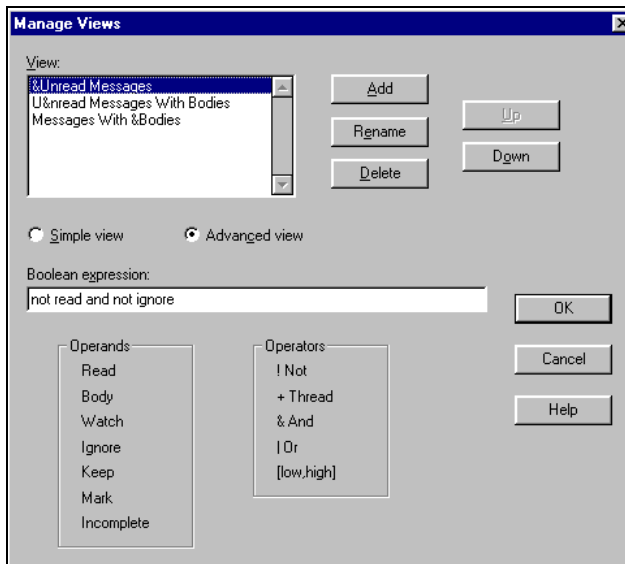 Manage Views
View:
&Unread Messages
U&nread Messages With Bodies
Messages With &Bodies
Add
Rename
Delete
Up
Down
Simple view
Advanced view
Boolean expression:
not read and not ignore
OK
Cancel
Help
Operands
Read
Body
Watch
Ignore
Keep
Mark
Incomplete
Operators
! Not
+ Thread
& And
| Or
[low,high]